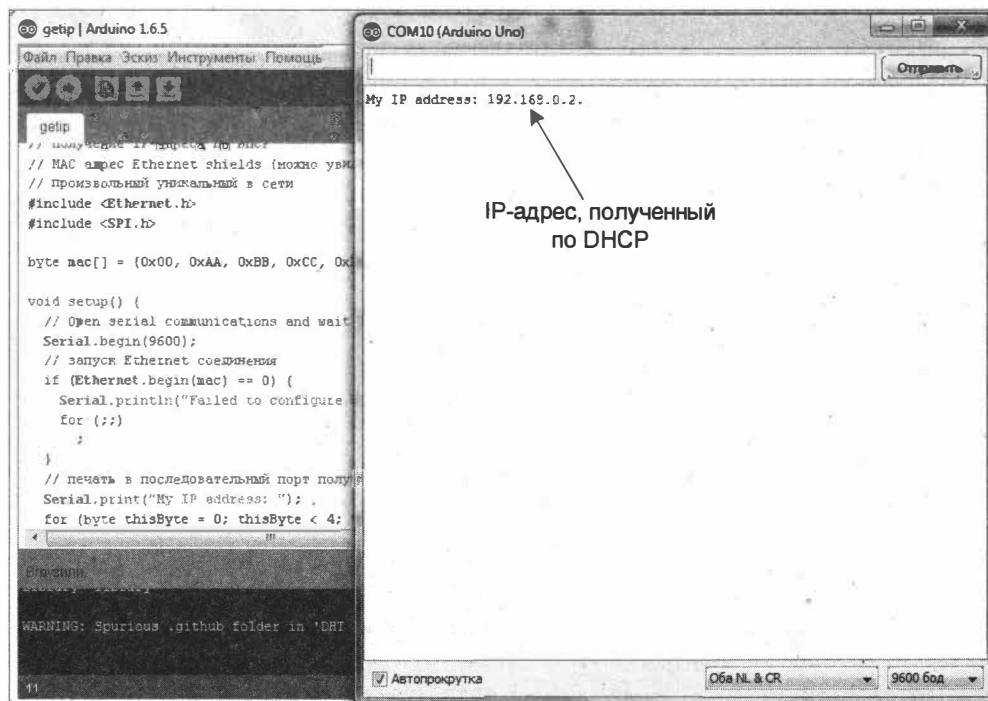 getip | Arduino 1.6.5
Файл Правка Эскиз Инструменты Помощь
getip
// получение IP-адреса по DHCP
// MAC адрес Ethernet shields (можно уви
// Произвольный уникальный в сети
#include <Ethernet.h>
#include <SPI.h>
byte mac[] = {0x00, 0xAA, 0xBB, 0xCC, 0x
void setup() {
// Open serial communications and wait
Serial.begin(9600);
// запуск Ethernet соединения
if (Ethernet.begin(mac) == 0) {
Serial.println("Failed to configure
for (;;)
;
}
// печать в последовательный порт полу
Serial.print("My IP address: ");
for (byte thisByte = 0; thisByte < 4;
WARNING: Spurious .github folder in 'DHT
11
COM10 (Arduino Uno)
Отправить
My IP address: 192.168.0.2.
IP-адрес, полученный
по DHCP
Автопрокрутка
Оба NL & CR
9600 бод